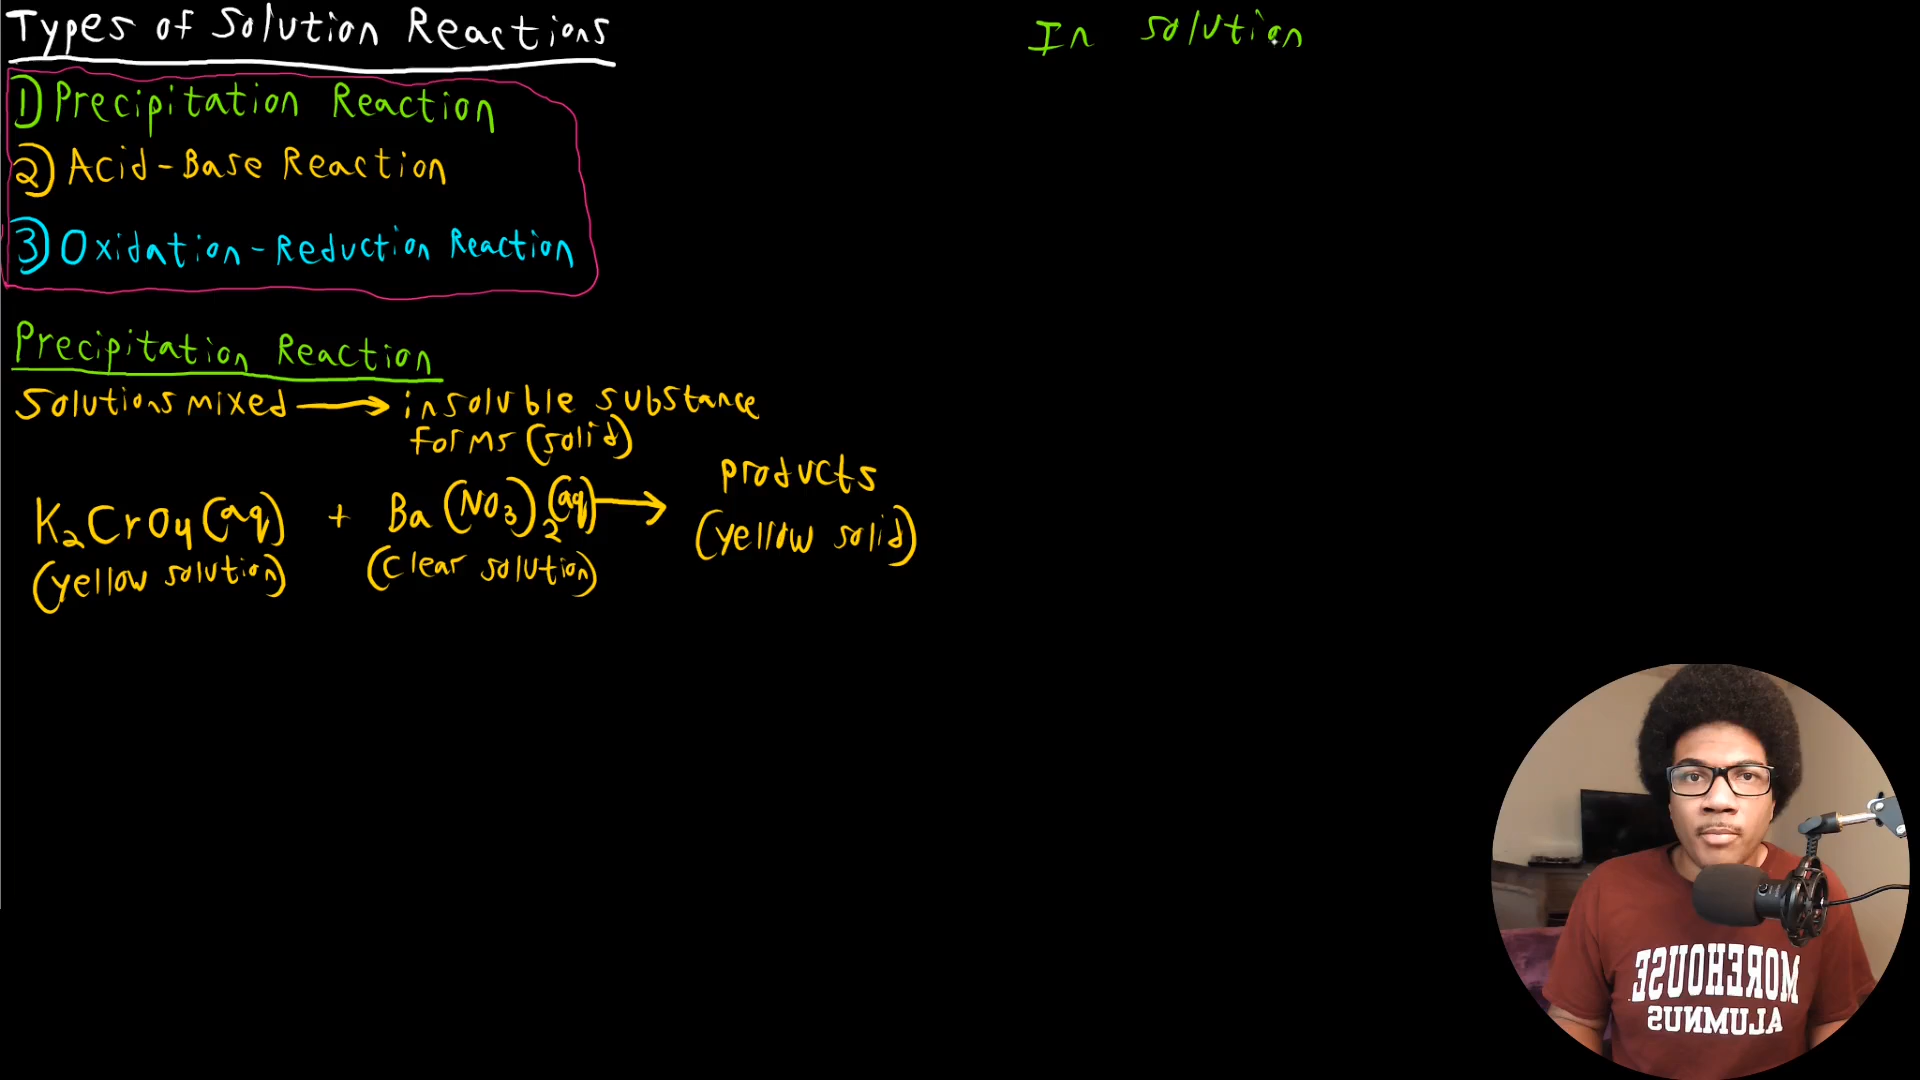 Types of Solution Reactions
1) Precipitation Reaction
2) Acid-Base Reaction
3) Oxidation-Reduction Reaction
Precipitation Reaction
Solutions mixed → insoluble substance
forms (solid)
K₂CrO₄(aq) + Ba(NO₃)₂(aq) → products
(yellow solution) (clear solution) (yellow solid)
In solution
MOREHOUSE
ALUMNUS